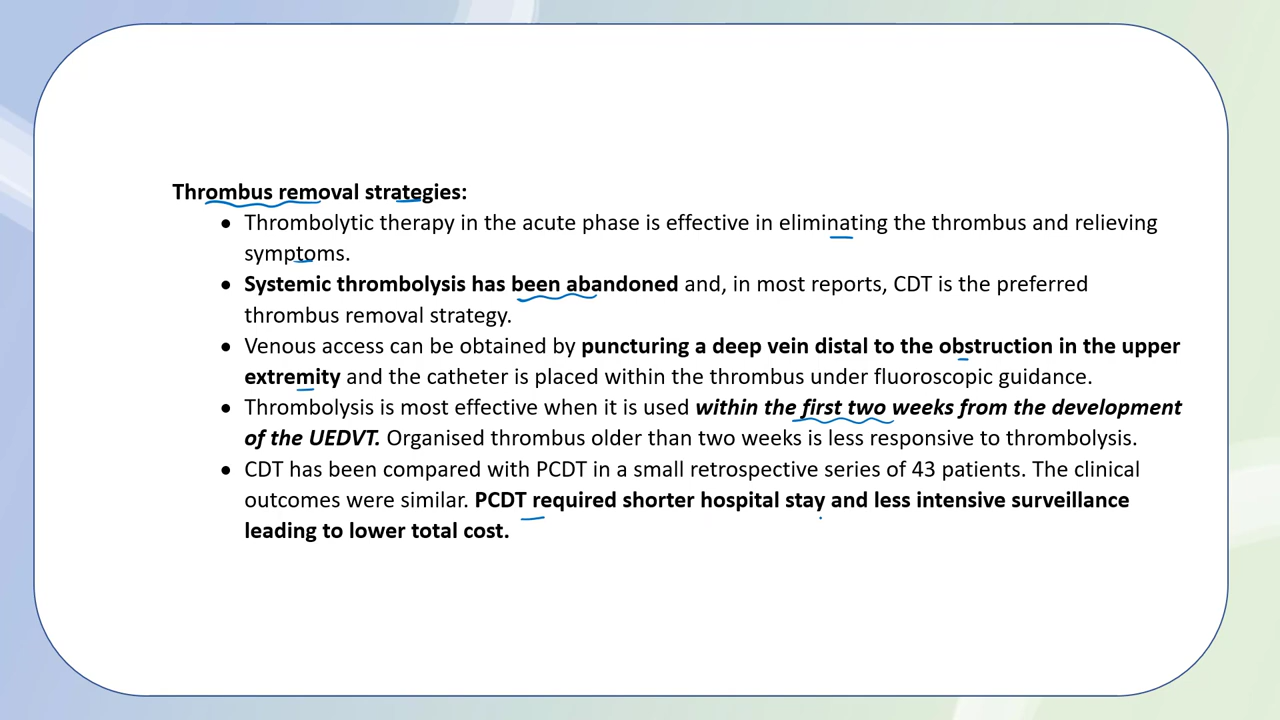 Thrombus removal strategies:
● Thrombolytic therapy in the acute phase is effective in eliminating the thrombus and relieving
symptoms.
● Systemic thrombolysis has been abandoned and, in most reports, CDT is the preferred
thrombus removal strategy.
● Venous access can be obtained by puncturing a deep vein distal to the obstruction in the upper
extremity and the catheter is placed within the thrombus under fluoroscopic guidance.
● Thrombolysis is most effective when it is used within the first two weeks from the development
of the UEDVT. Organised thrombus older than two weeks is less responsive to thrombolysis.
● CDT has been compared with PCDT in a small retrospective series of 43 patients. The clinical
outcomes were similar. PCDT required shorter hospital stay and less intensive surveillance
leading to lower total cost.